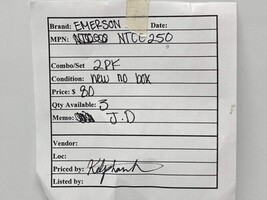 Brand: EMERSON Date:
MPN: NTCE250
Combo/Set 2PK
Condition: new no box
Price: $ 80
Qty Available: 3
Memo: J.D
Vendor:
Loc:
Priced by:
Listed by: